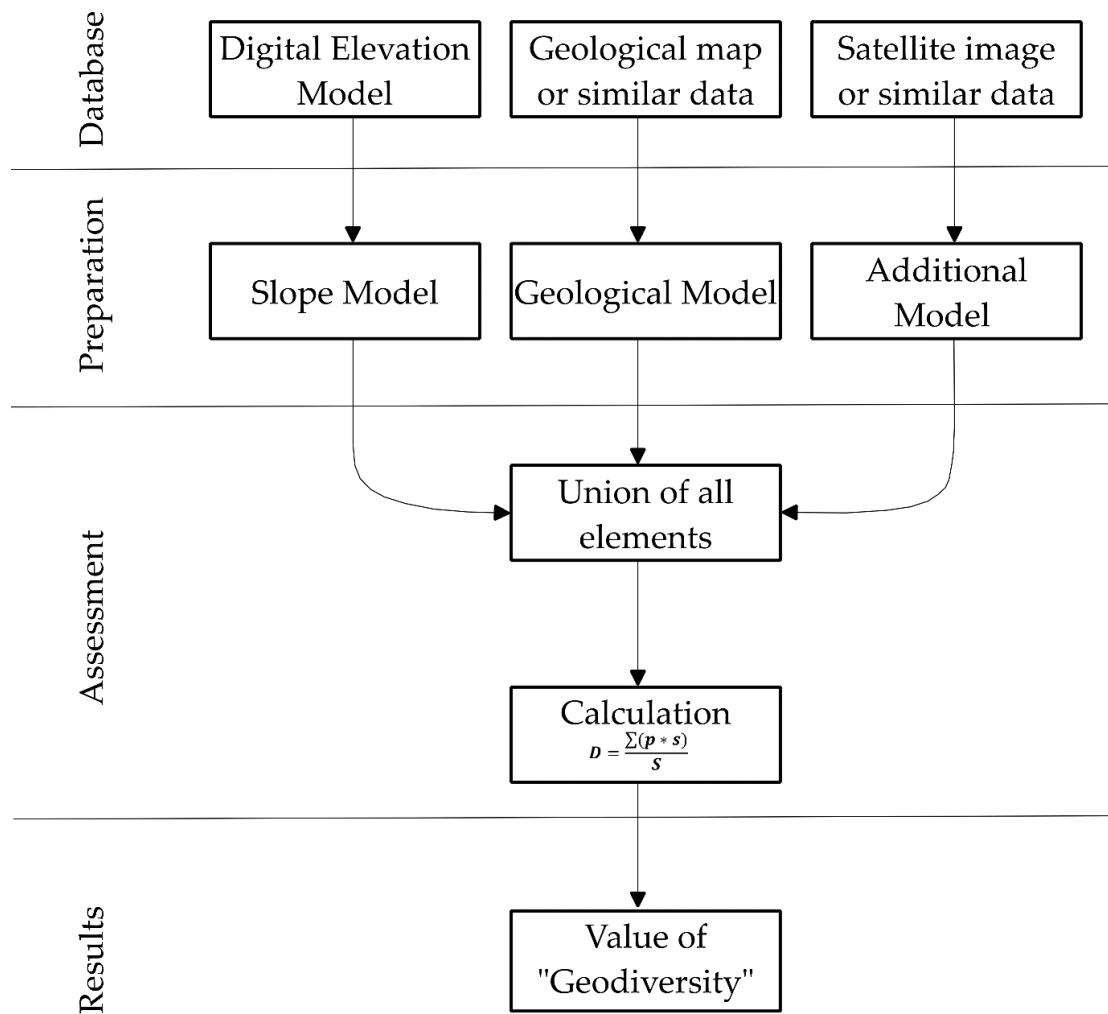 Database
Digital Elevation
Model
Geological map
or similar data
Satellite image
or similar data
Preparation
Slope Model
Geological Model
Additional
Model
Assessment
Union of all
elements
Calculation
D = ∑(p * s) / S
Results
Value of
"Geodiversity"